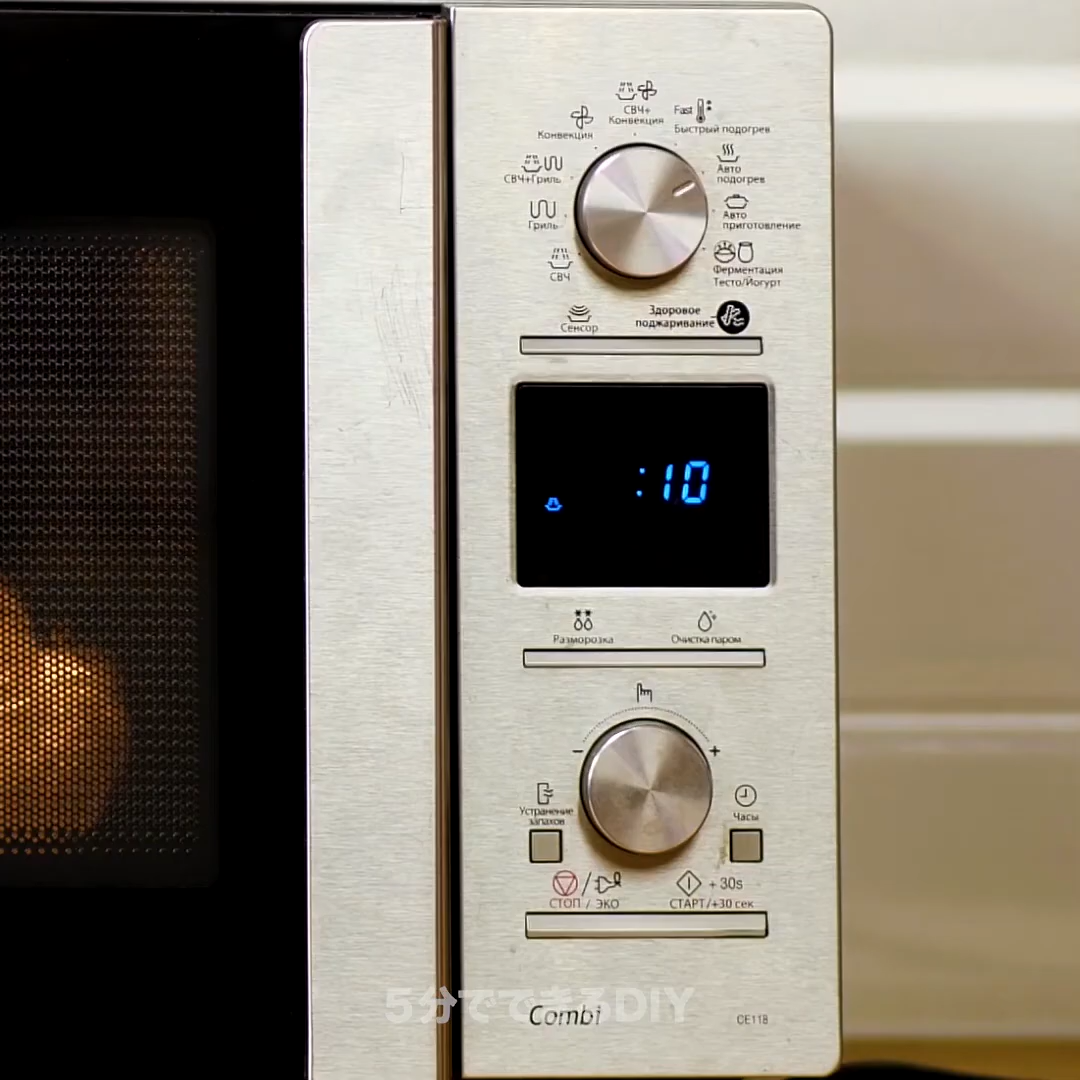 СВЧ+
Конвекция
Fast
Быстрый подогрев
Конвекция
СВЧ+Гриль
Авто
подогрев
Гриль
Авто
приготовление
СВЧ
Ферментация
Тесто/Йогурт
Сенсор
Здоровое
поджаривание
:10
Разморозка
Очистка паром
- +
Устранение
запахов
Часы
/ + 30s
СТОП / ЭКО
СТАРТ/+30 сек
5分でできるDIY
Combi
CE118